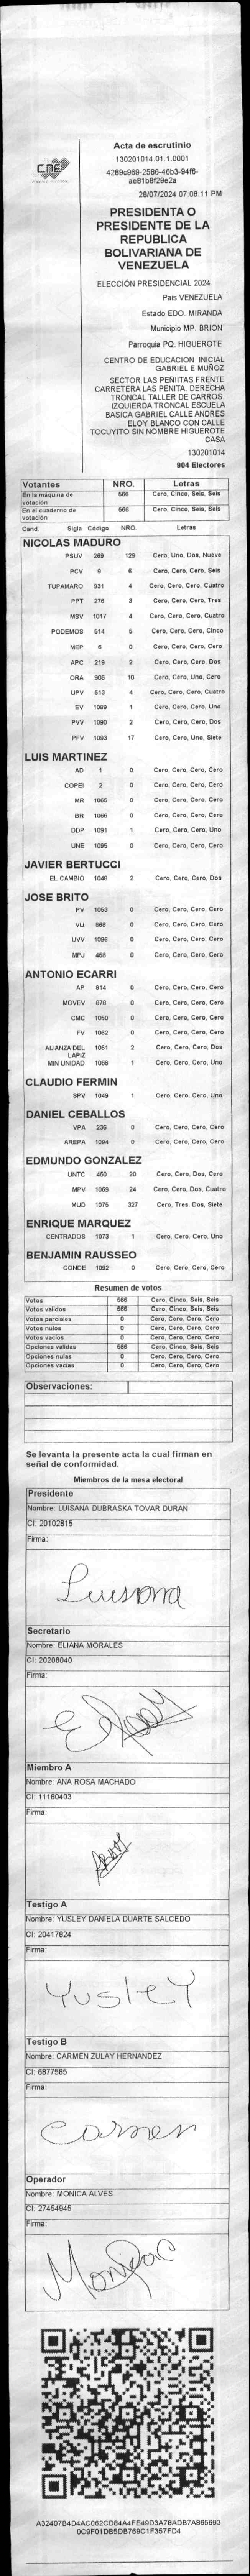 CNE
Acta de escrutinio
130201014.01.1.0001
4289c969-2586-46b3-94f6-
ae81b8f29e2a
28/07/2024 07:08:11 PM
PRESIDENTA O
PRESIDENTE DE LA
REPUBLICA
BOLIVARIANA DE
VENEZUELA
ELECCIÓN PRESIDENCIAL 2024
Pais VENEZUELA
Estado EDO. MIRANDA
Municipio MP. BRION
Parroquia PQ. HIGUEROTE
CENTRO DE EDUCACION INICIAL
GABRIEL E MUÑOZ
SECTOR LAS PENIITAS FRENTE
CARRETERA LAS PENITA. DERECHA
TRONCAL TALLER DE CARROS.
IZQUIERDA TRONCAL ESCUELA
BASICA GABRIEL CALLE ANDRES
ELOY BLANCO CON CALLE
TOCUYITO SIN NOMBRE HIGUEROTE
CASA
130201014
904 Electores
Votantes NRO. Letras
En la máquina de votación 566 Cero, Cinco, Seis, Seis
En el cuaderno de votación 566 Cero, Cinco, Seis, Seis
Cand. Sigla Código NRO. Letras
NICOLAS MADURO
PSUV 269 129 Cero, Uno, Dos, Nueve
PCV 9 6 Cero, Cero, Cero, Seis
TUPAMARO 931 4 Cero, Cero, Cero, Cuatro
PPT 276 3 Cero, Cero, Cero, Tres
MSV 1017 4 Cero, Cero, Cero, Cuatro
PODEMOS 514 5 Cero, Cero, Cero, Cinco
MEP 6 0 Cero, Cero, Cero, Cero
APC 219 2 Cero, Cero, Cero, Dos
ORA 906 10 Cero, Cero, Uno, Cero
UPV 513 4 Cero, Cero, Cero, Cuatro
EV 1089 1 Cero, Cero, Cero, Uno
PVV 1090 2 Cero, Cero, Cero, Dos
PFV 1093 17 Cero, Cero, Uno, Siete
LUIS MARTINEZ
AD 1 0 Cero, Cero, Cero, Cero
COPEI 2 0 Cero, Cero, Cero, Cero
MR 1065 0 Cero, Cero, Cero, Cero
BR 1066 0 Cero, Cero, Cero, Cero
DDP 1091 1 Cero, Cero, Cero, Uno
UNE 1095 0 Cero, Cero, Cero, Cero
JAVIER BERTUCCI
EL CAMBIO 1048 2 Cero, Cero, Cero, Dos
JOSE BRITO
PV 1053 0 Cero, Cero, Cero, Cero
VU 868 0 Cero, Cero, Cero, Cero
UVV 1096 0 Cero, Cero, Cero, Cero
MPJ 458 0 Cero, Cero, Cero, Cero
ANTONIO ECARRI
AP 814 0 Cero, Cero, Cero, Cero
MOVEV 879 0 Cero, Cero, Cero, Cero
CMC 1050 0 Cero, Cero, Cero, Cero
FV 1062 0 Cero, Cero, Cero, Cero
ALIANZA DEL LAPIZ 1051 2 Cero, Cero, Cero, Dos
MIN UNIDAD 1058 1 Cero, Cero, Cero, Uno
CLAUDIO FERMIN
SPV 1049 1 Cero, Cero, Cero, Uno
DANIEL CEBALLOS
VPA 236 0 Cero, Cero, Cero, Cero
AREPA 1094 0 Cero, Cero, Cero, Cero
EDMUNDO GONZALEZ
UNTC 460 20 Cero, Cero, Dos, Cero
MPV 1069 24 Cero, Cero, Dos, Cuatro
MUD 1075 327 Cero, Tres, Dos, Siete
ENRIQUE MARQUEZ
CENTRADOS 1073 1 Cero, Cero, Cero, Uno
BENJAMIN RAUSSEO
CONDE 1092 0 Cero, Cero, Cero, Cero
Resumen de votos
Votos 566 Cero, Cinco, Seis, Seis
Votos validos 566 Cero, Cinco, Seis, Seis
Votos parciales 0 Cero, Cero, Cero, Cero
Votos nulos 0 Cero, Cero, Cero, Cero
Votos vacios 0 Cero, Cero, Cero, Cero
Opciones validas 566 Cero, Cinco, Seis, Seis
Opciones nulas 0 Cero, Cero, Cero, Cero
Opciones vacias 0 Cero, Cero, Cero, Cero
Observaciones:
Se levanta la presente acta la cual firman en
señal de conformidad.
Miembros de la mesa electoral
Presidente
Nombre: LUISANA DUBRASKA TOVAR DURAN
CI: 20102815
Firma:
Luisana
Secretario
Nombre: ELIANA MORALES
CI: 20208040
Firma:
Miembro A
Nombre: ANA ROSA MACHADO
CI: 11180403
Firma:
Testigo A
Nombre: YUSLEY DANIELA DUARTE SALCEDO
CI: 20417824
Firma:
Yusley
Testigo B
Nombre: CARMEN ZULAY HERNANDEZ
CI: 6877585
Firma:
Carmen
Operador
Nombre: MONICA ALVES
CI: 27454945
Firma:
A32407B4D4AC062CD84A4FE49D3A78ADB7A865693
0C9F01DB5DB769C1F357FD4